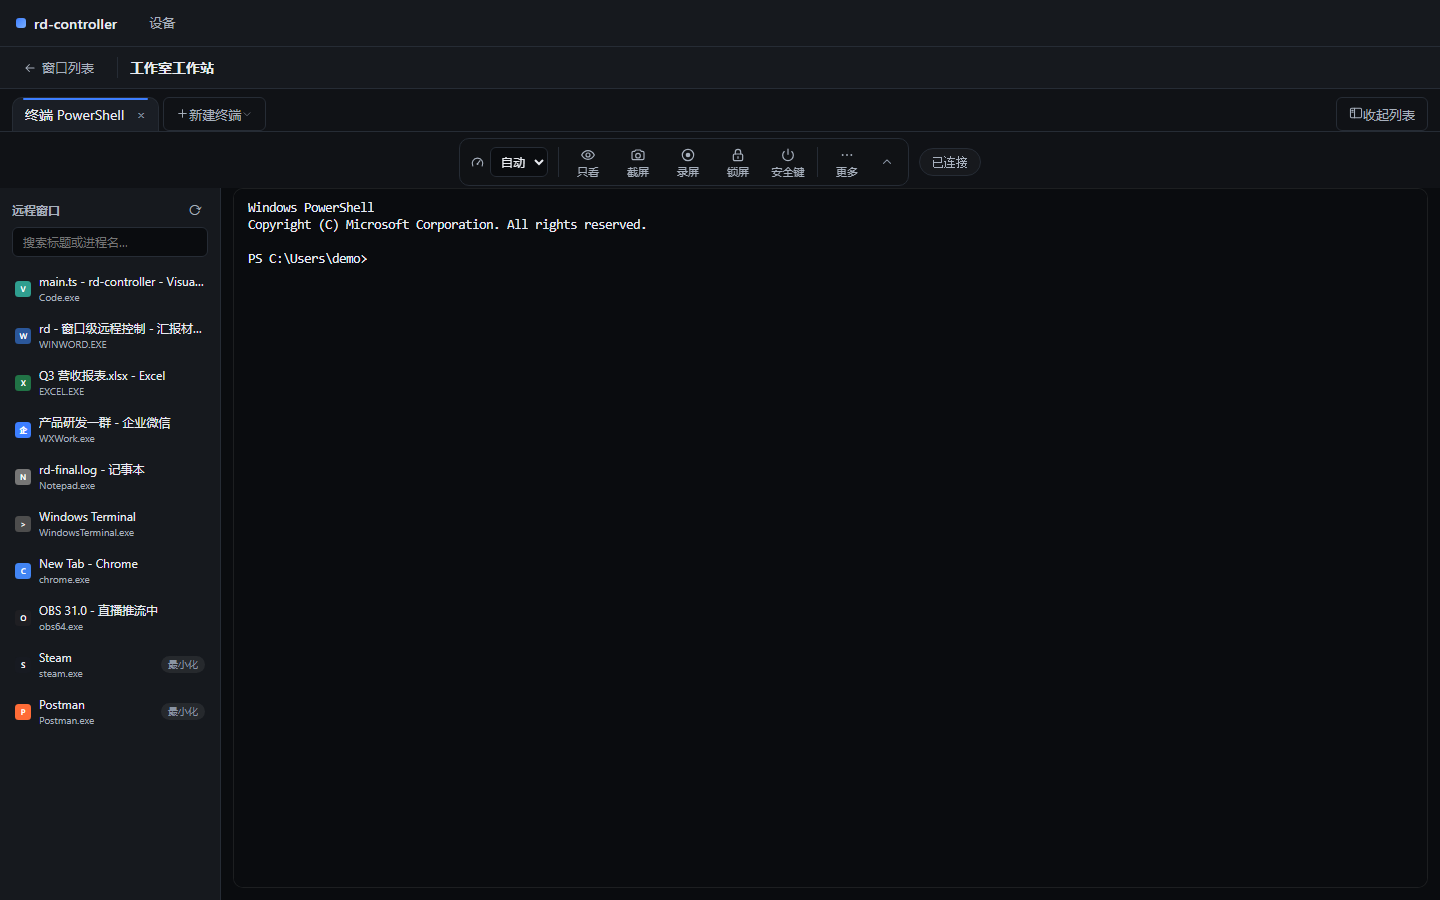 rd-controller 设备
← 窗口列表 工作室工作站
终端 PowerShell × +新建终端 收起列表
自动 只看 截屏 录屏 锁屏 安全键 ··· 更多 已连接
远程窗口
搜索标题或进程名...
V main.ts - rd-controller - Visua...
Code.exe
W rd - 窗口级远程控制 - 汇报材...
WINWORD.EXE
X Q3 营收报表.xlsx - Excel
EXCEL.EXE
企 产品研发一群 - 企业微信
WXWork.exe
N rd-final.log - 记事本
Notepad.exe
> Windows Terminal
WindowsTerminal.exe
C New Tab - Chrome
chrome.exe
O OBS 31.0 - 直播推流中
obs64.exe
S Steam 最小化
steam.exe
P Postman 最小化
Postman.exe
Windows PowerShell
Copyright (C) Microsoft Corporation. All rights reserved.
PS C:\Users\demo>